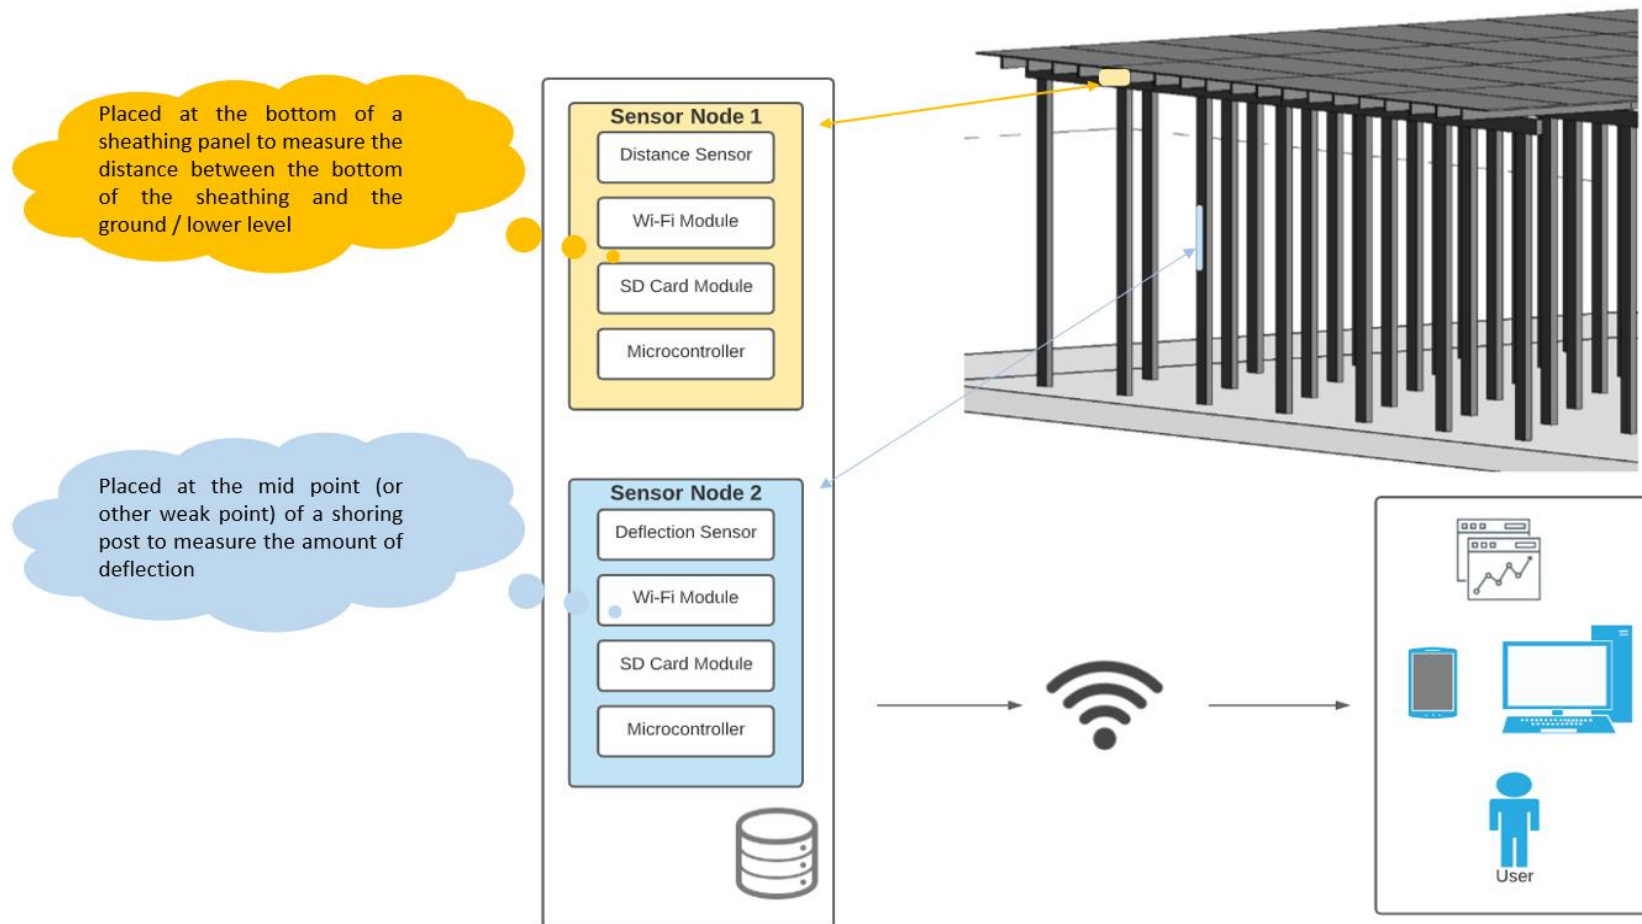 Placed at the bottom of a
sheathing panel to measure the
distance between the bottom
of the sheathing and the
ground / lower level
Sensor Node 1
Distance Sensor
Wi-Fi Module
SD Card Module
Microcontroller
Placed at the mid point (or
other weak point) of a shoring
post to measure the amount of
deflection
Sensor Node 2
Deflection Sensor
Wi-Fi Module
SD Card Module
Microcontroller
User